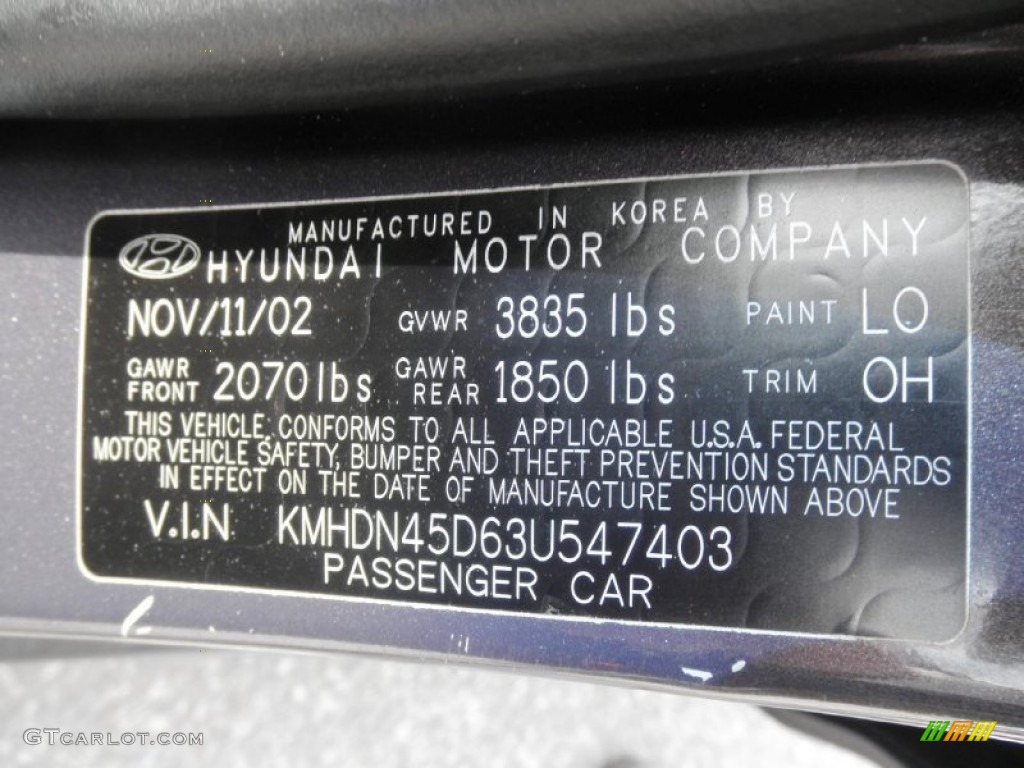 MANUFACTURED IN KOREA BY
HYUNDAI MOTOR COMPANY
NOV/11/02 GVWR 3835 lbs PAINT LO
GAWR FRONT 2070 lbs GAWR REAR 1850 lbs TRIM OH
THIS VEHICLE CONFORMS TO ALL APPLICABLE U.S.A. FEDERAL
MOTOR VEHICLE SAFETY, BUMPER AND THEFT PREVENTION STANDARDS
IN EFFECT ON THE DATE OF MANUFACTURE SHOWN ABOVE
V.I.N KMHDN45D63U547403
PASSENGER CAR
GTCARLOT.COM